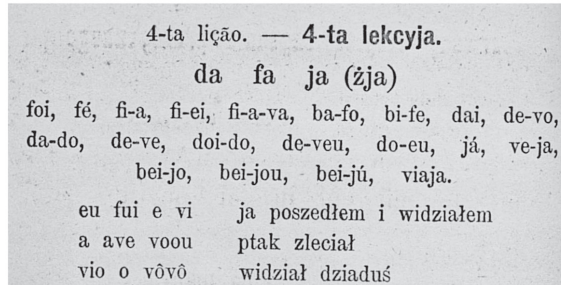 4-ta lição. — 4-ta lekcyja.
da fa ja (żja)
foi, fé, fi-a, fi-ei, fi-a-va, ba-fo, bi-fe, dai, de-vo,
da-do, de-ve, doi-do, de-veu, do-eu, já, ve-ja,
bei-jo, bei-jou, bei-jú, viaja.
eu fui e vi ja poszedłem i widziałem
a ave voou ptak zleciał
vio o vôvô widział dziaduś